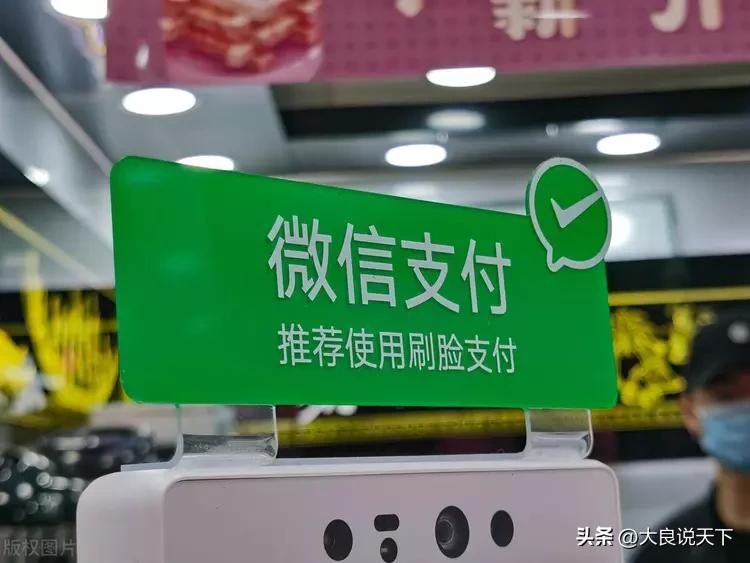 新
微信支付
推荐使用刷脸支付
版权图片
头条 @大良说天下